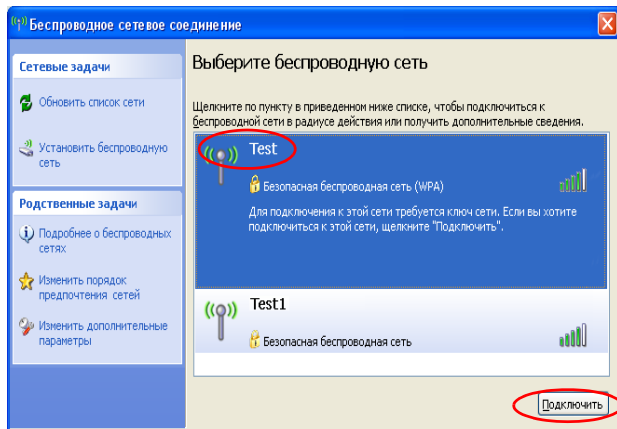 Беспроводное сетевое соединение
Сетевые задачи
Обновить список сети
Установить беспроводную
сеть
Родственные задачи
Подробнее о беспроводных
сетях
Изменить порядок
предпочтения сетей
Изменить дополнительные
параметры
Выберите беспроводную сеть
Щелкните по пункту в приведенном ниже списке, чтобы подключиться к
беспроводной сети в радиусе действия или получить дополнительные сведения.
Test
Безопасная беспроводная сеть (WPA)
Для подключения к этой сети требуется ключ сети. Если вы хотите
подключиться к этой сети, щелкните "Подключить".
Test1
Безопасная беспроводная сеть
Подключить